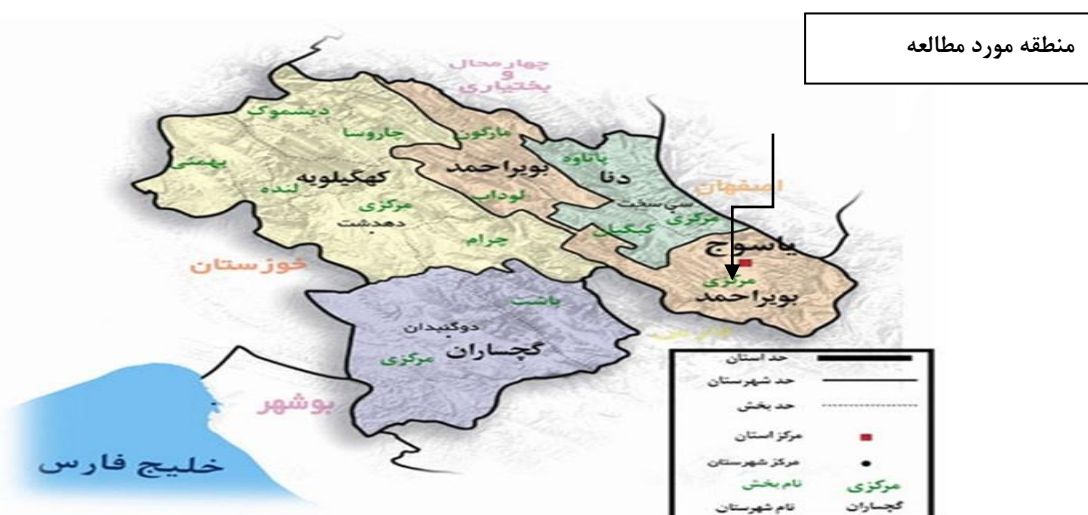 منطقه مورد مطالعه
چهارمحال
و
بختیاری
دیشموک
چاروسا
مارگون
بهمئی
پاتاوه
بویراحمد
دنا
کهگیلویه
لنده
لوداب
اصفهان
سی سخت
مرکزی
مرکزی
دهدشت
کبگیان
چرام
یاسوج
خوزستان
مرکزی
بویراحمد
باشت
دوگنبدان
گچساران
مرکزی
بوشهر
خلیج فارس
حد استان
حد شهرستان
حد بخش
مرکز استان
مرکز شهرستان
نام بخش مرکزی
نام شهرستان گچساران